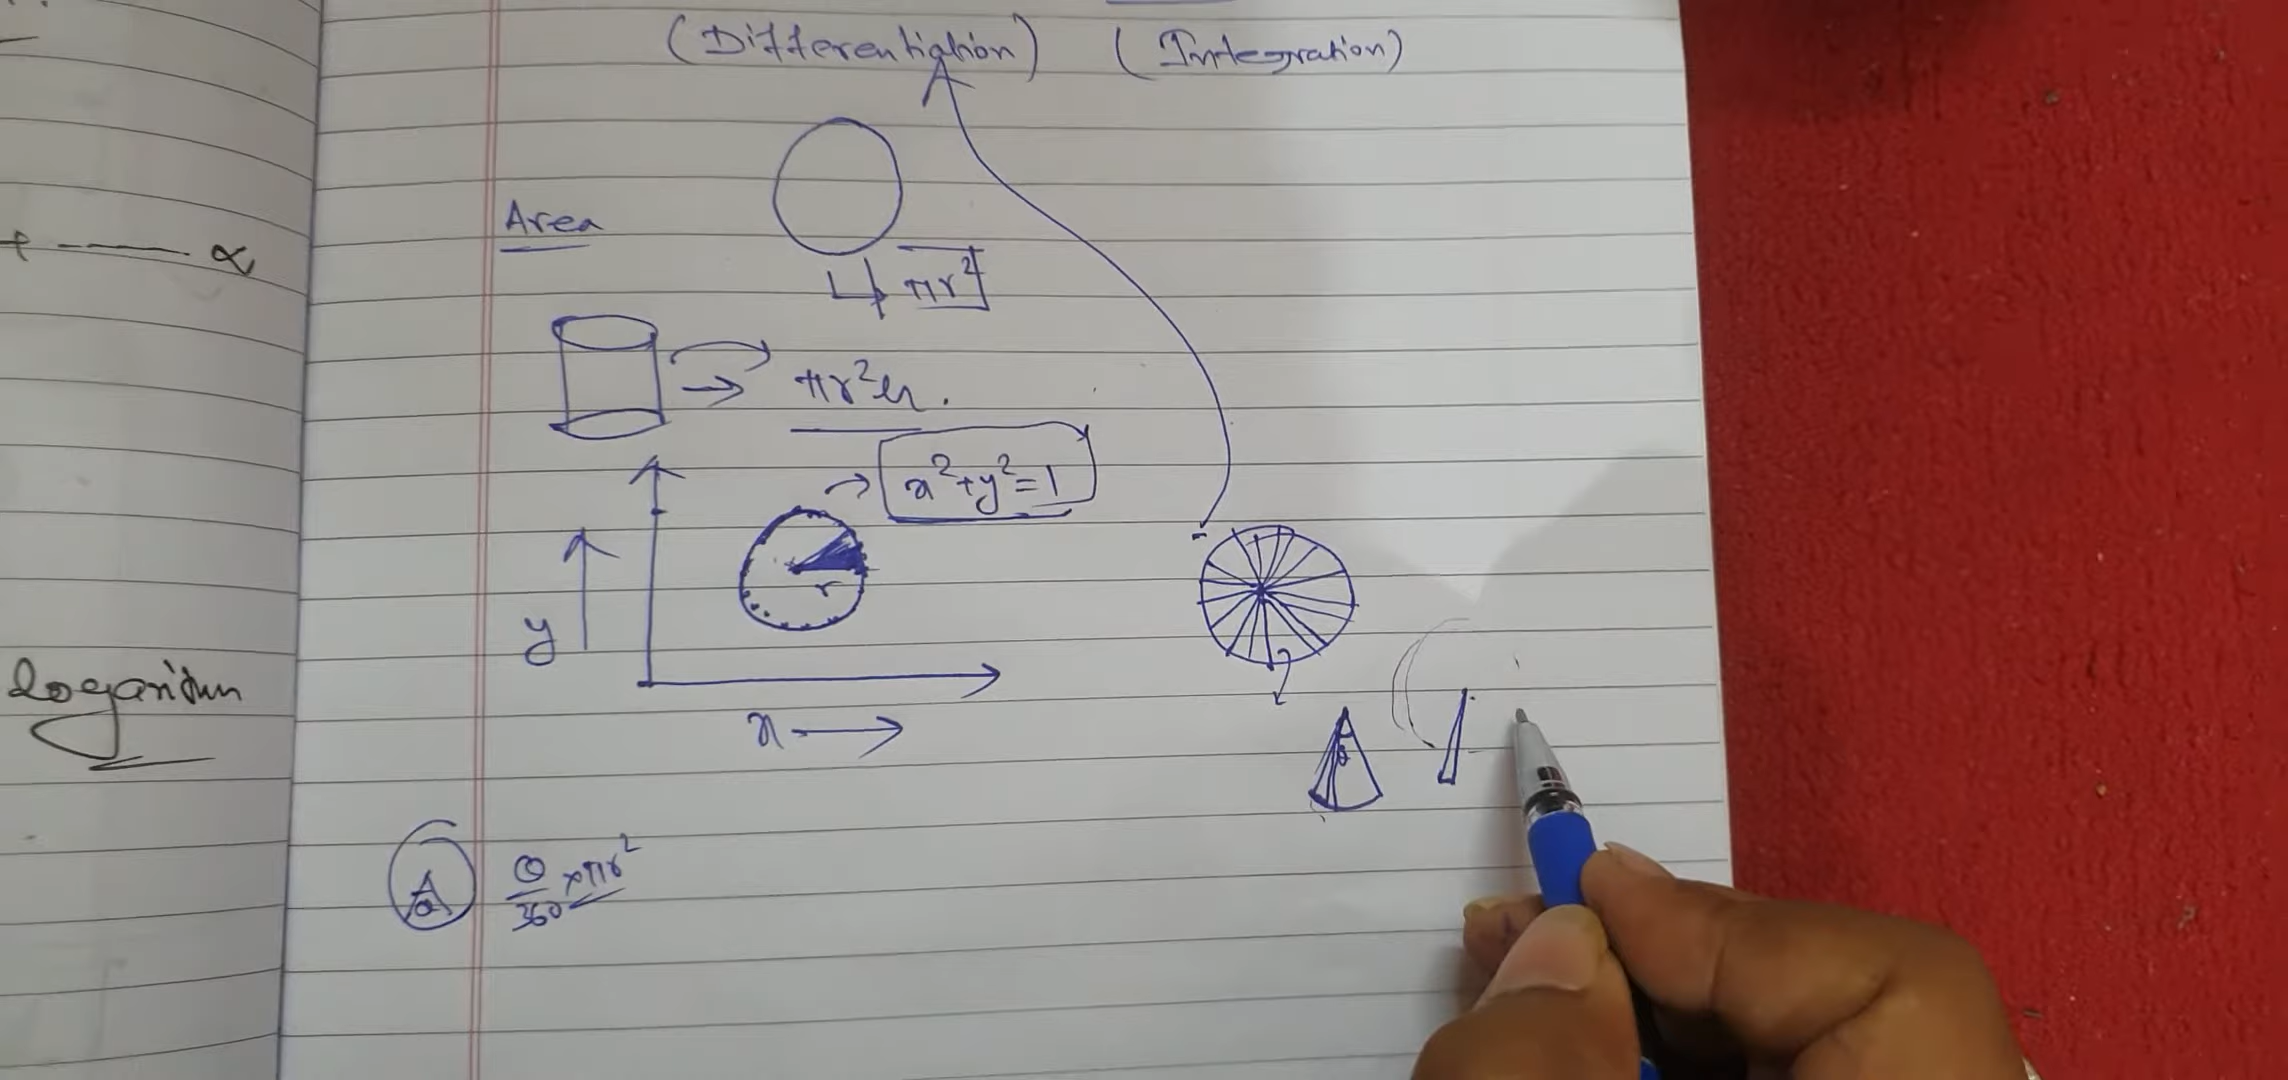 (Differentiation) (Integration)
Area
πr²
+ ——— ∝
πr²h.
x²+y²=1
r
y
x
logarithm
θ
A
θ/360 × πr²